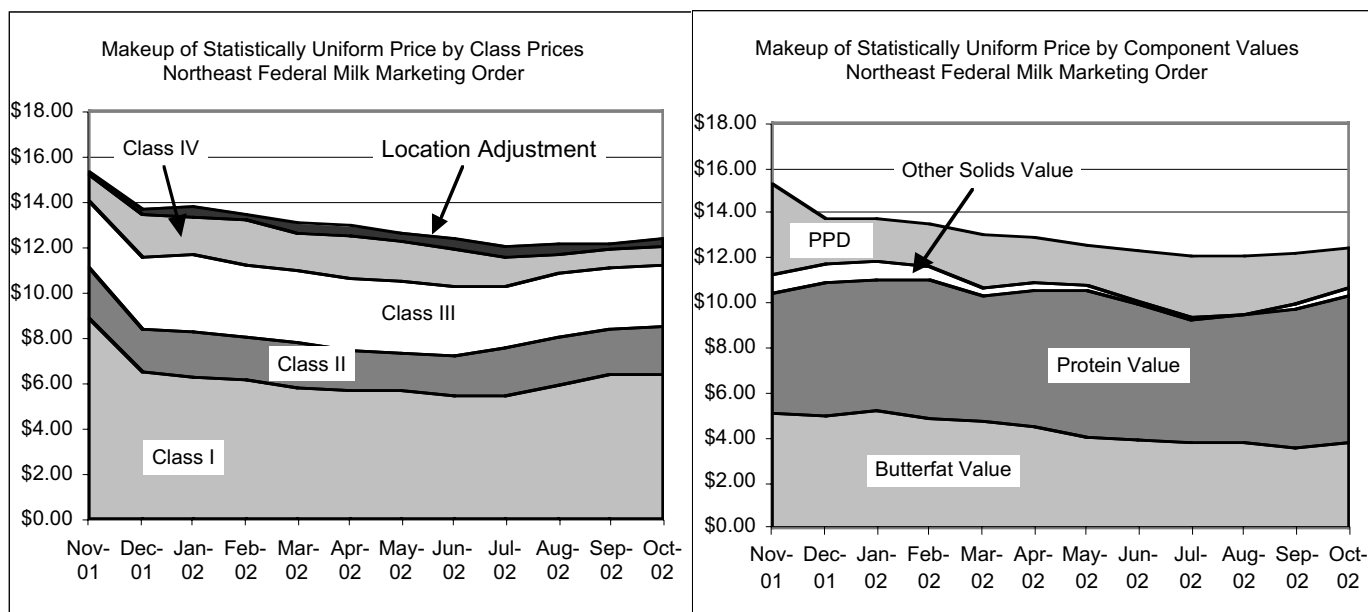 Makeup of Statistically Uniform Price by Class Prices
Northeast Federal Milk Marketing Order
$18.00
$16.00
$14.00
$12.00
$10.00
$8.00
$6.00
$4.00
$2.00
$0.00
Class IV
Location Adjustment
Class III
Class II
Class I
Nov- Dec- Jan- Feb- Mar- Apr- May- Jun- Jul- Aug- Sep- Oct-
01 01 02 02 02 02 02 02 02 02 02 02
Makeup of Statistically Uniform Price by Component Values
Northeast Federal Milk Marketing Order
$18.00
$16.00
$14.00
$12.00
$10.00
$8.00
$6.00
$4.00
$2.00
$0.00
Other Solids Value
PPD
Protein Value
Butterfat Value
Nov- Dec- Jan- Feb- Mar- Apr- May- Jun- Jul- Aug- Sep- Oct-
01 01 02 02 02 02 02 02 02 02 02 02